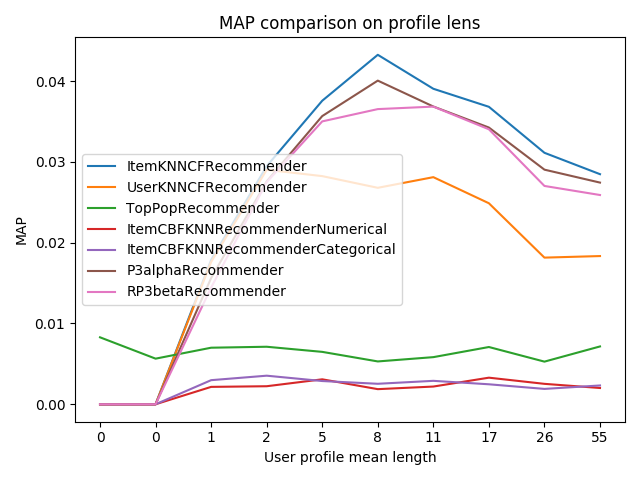 MAP comparison on profile lens
MAP
0.04
0.03
0.02
0.01
0.00
ItemKNNCFRecommender
UserKNNCFRecommender
TopPopRecommender
ItemCBFKNNRecommenderNumerical
ItemCBFKNNRecommenderCategorical
P3alphaRecommender
RP3betaRecommender
0 0 1 2 5 8 11 17 26 55
User profile mean length